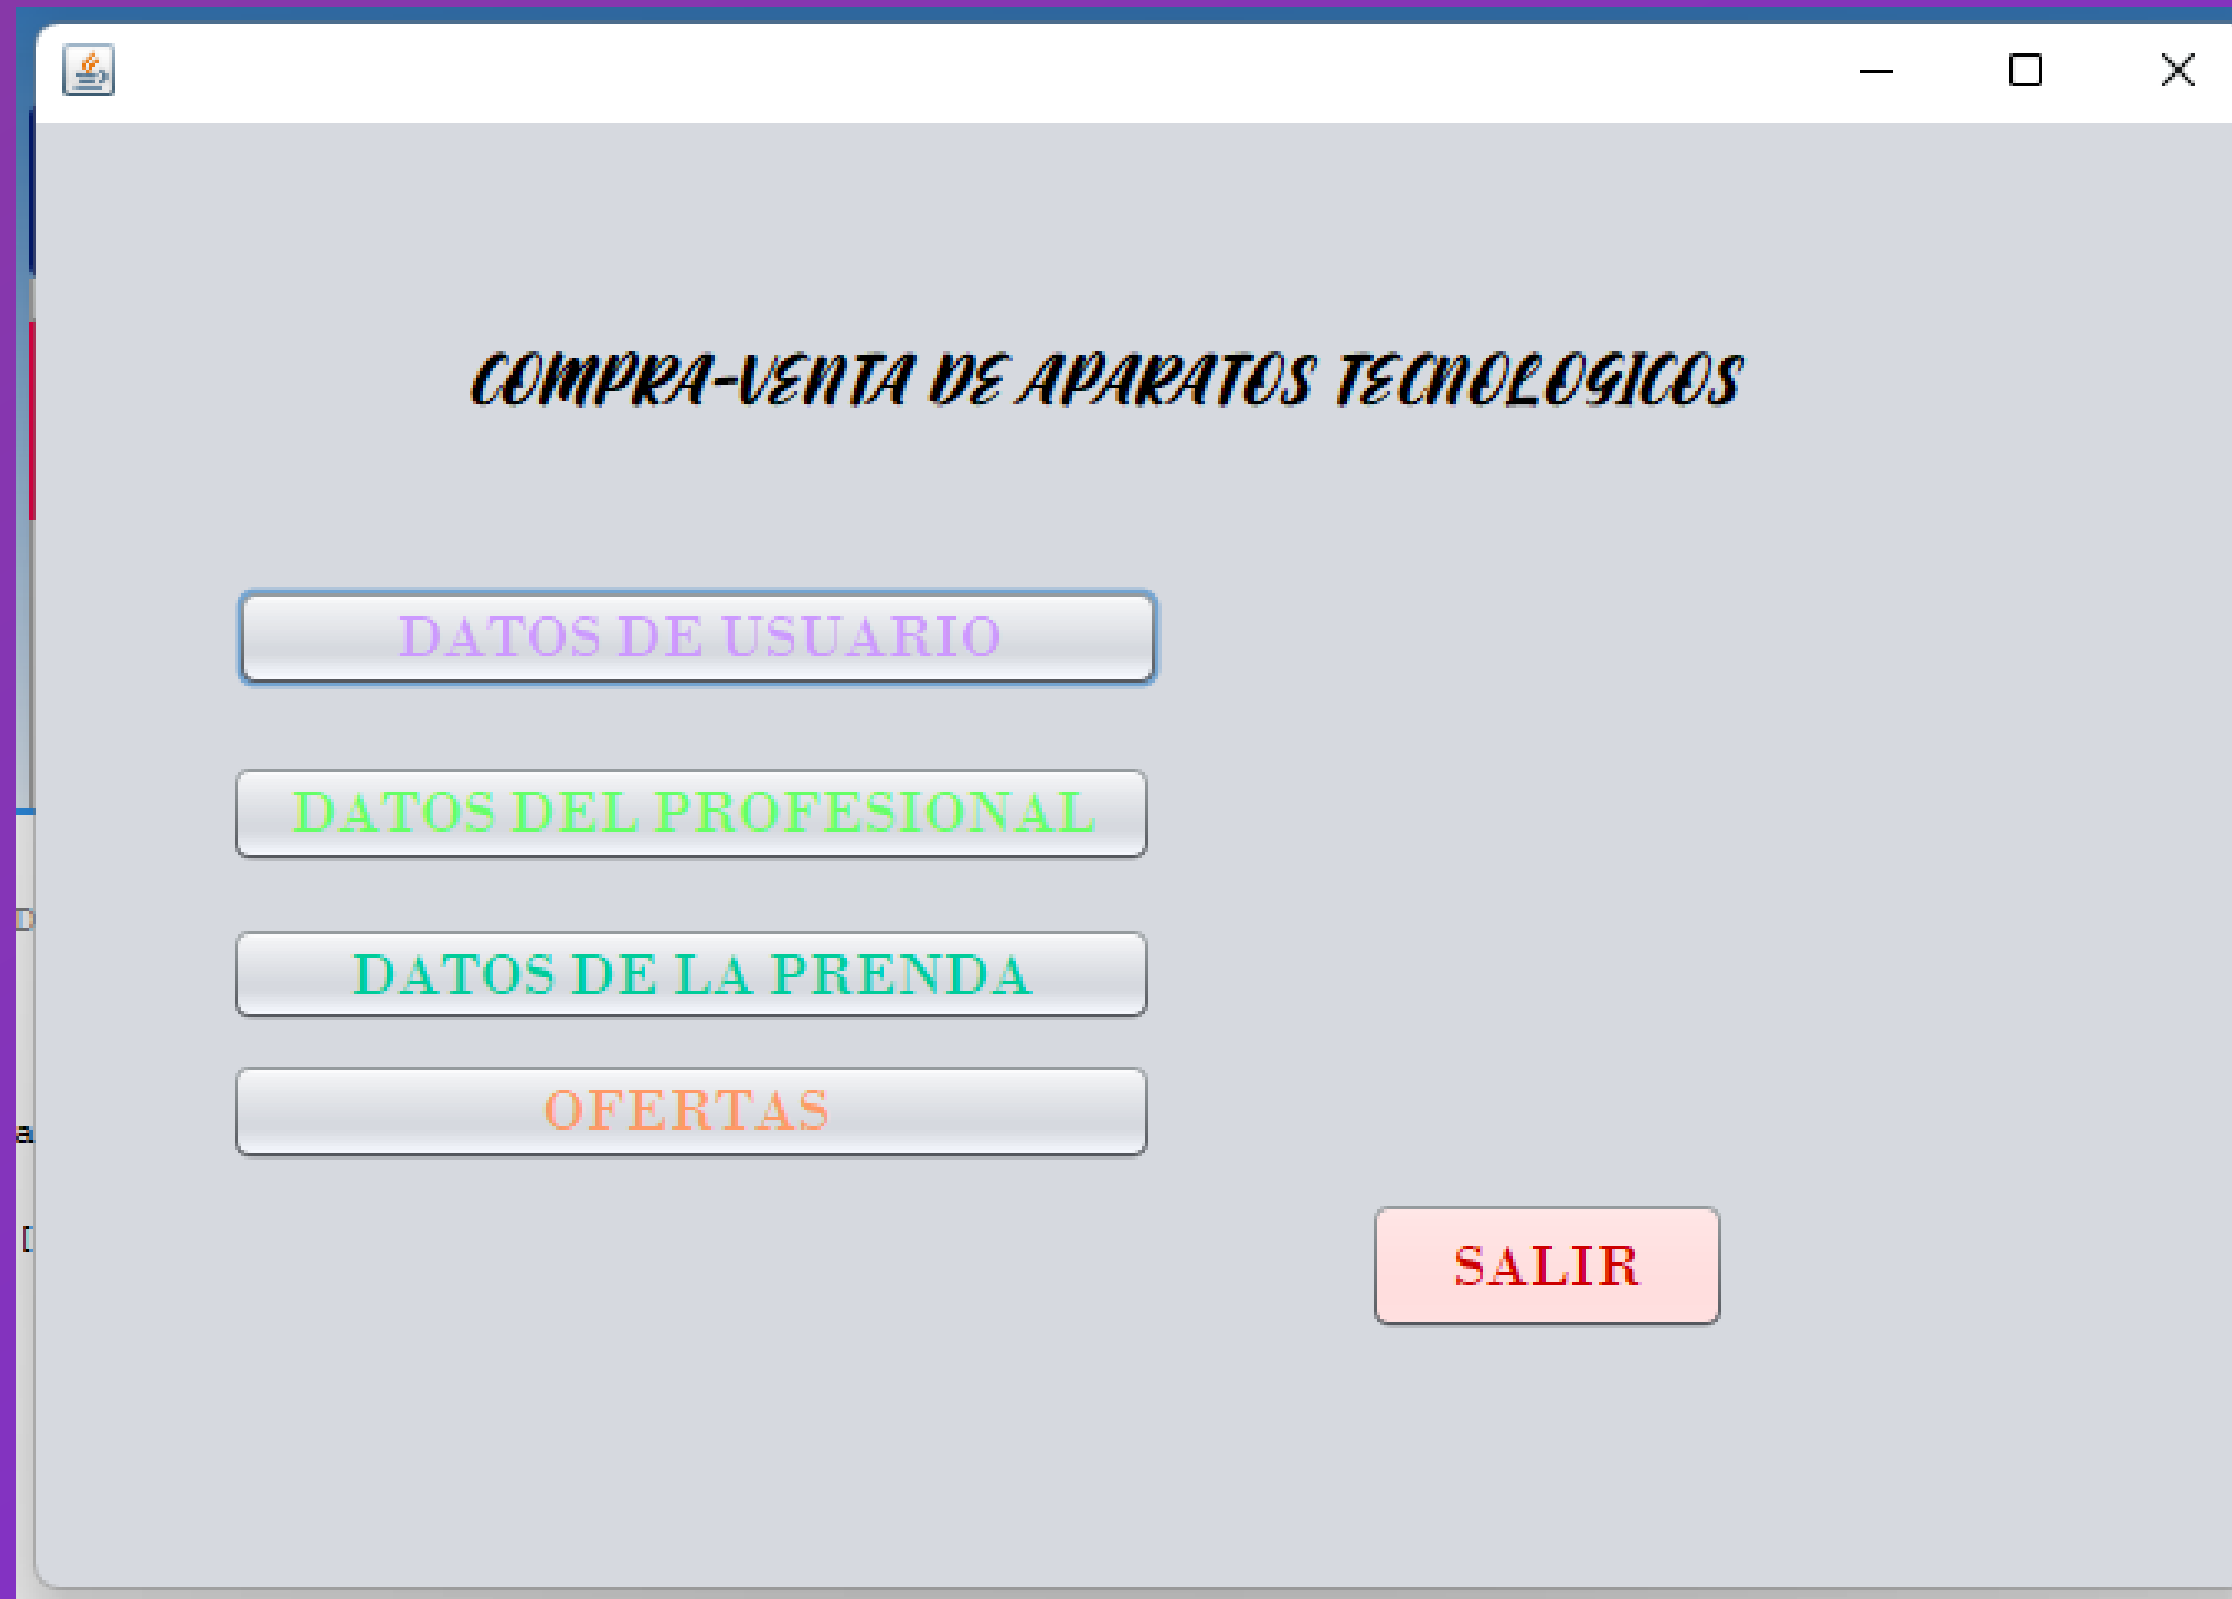 COMPRA-VENTA DE APARATOS TECNOLOGICOS
DATOS DE USUARIO
DATOS DEL PROFESIONAL
DATOS DE LA PRENDA
OFERTAS
SALIR